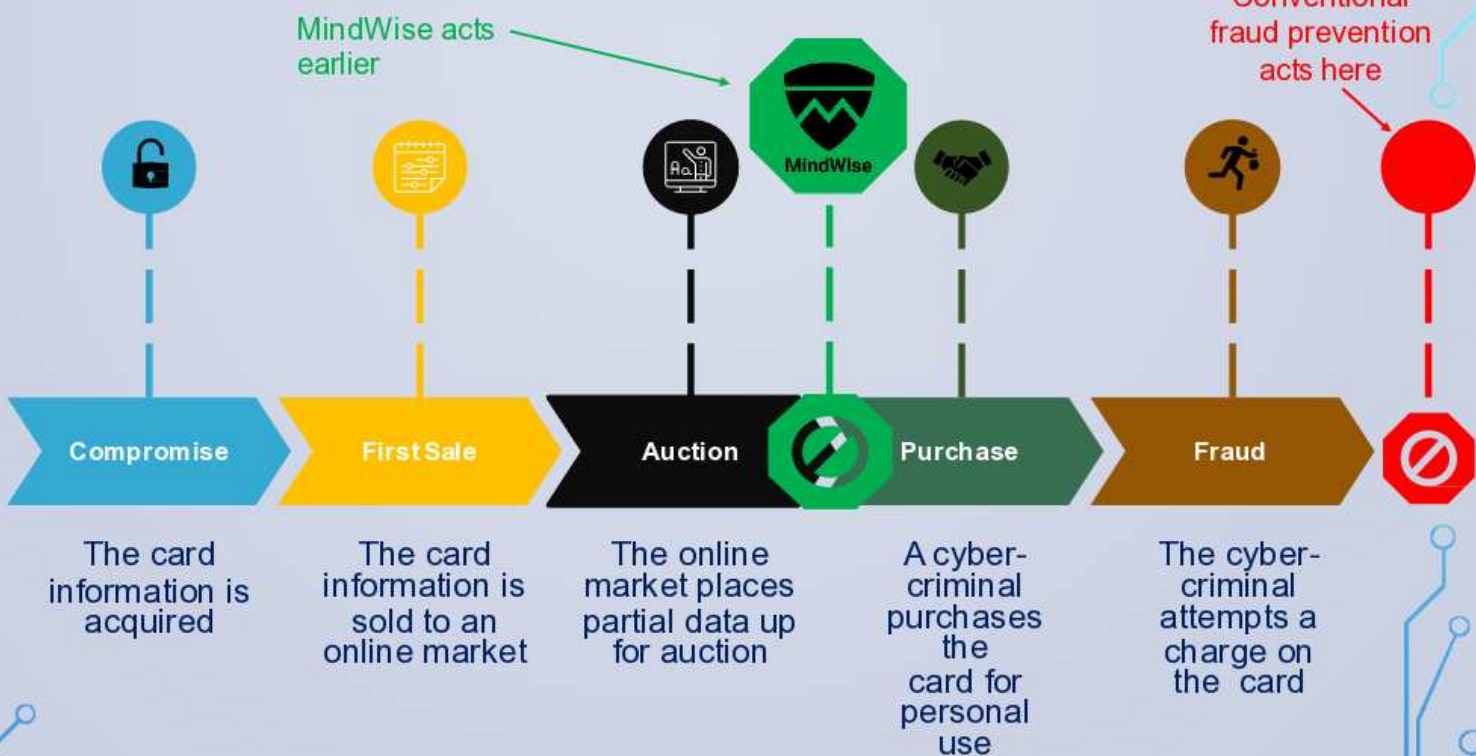 MindWise acts
earlier
Conventional
fraud prevention
acts here
Aa
MindWise
Compromise
First Sale
Auction
Purchase
Fraud
The card
information is
acquired
The card
information is
sold to an
online market
The online
market places
partial data up
for auction
A cyber-
criminal
purchases
the
card for
personal
use
The cyber-
criminal
attempts a
charge on
the card